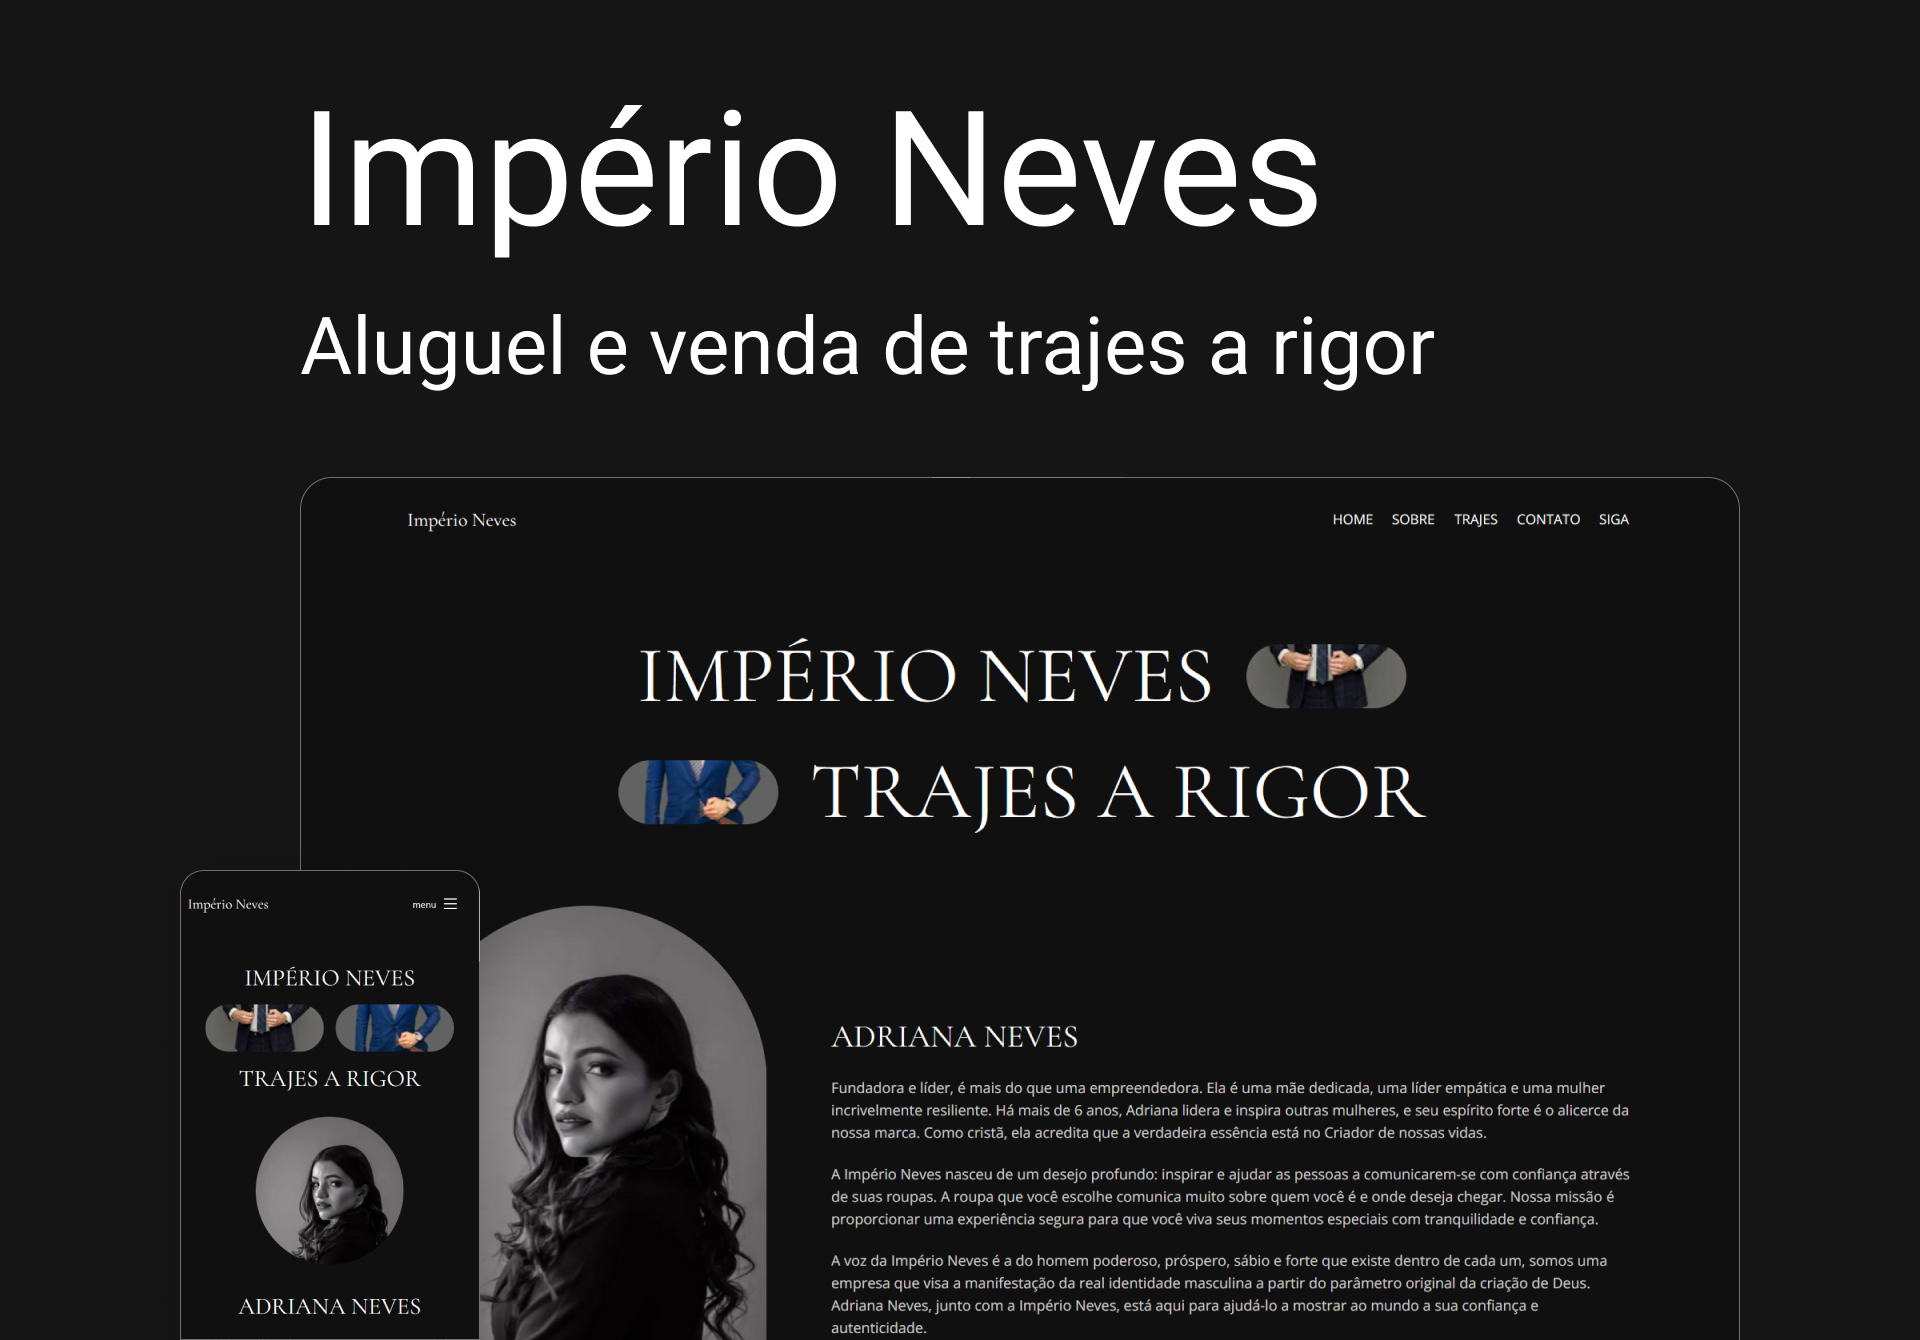 Império Neves
Aluguel e venda de trajes a rigor
Império Neves
HOME SOBRE TRAJES CONTATO SIGA
IMPÉRIO NEVES
TRAJES A RIGOR
ADRIANA NEVES
Fundadora e líder, é mais do que uma empreendedora. Ela é uma mãe dedicada, uma líder empática e uma mulher
incrivelmente resiliente. Há mais de 6 anos, Adriana lidera e inspira outras mulheres, e seu espírito forte é o alicerce da
nossa marca. Como cristã, ela acredita que a verdadeira essência está no Criador de nossas vidas.
A Império Neves nasceu de um desejo profundo: inspirar e ajudar as pessoas a comunicarem-se com confiança através
de suas roupas. A roupa que você escolhe comunica muito sobre quem você é e onde deseja chegar. Nossa missão é
proporcionar uma experiência segura para que você viva seus momentos especiais com tranquilidade e confiança.
A voz da Império Neves é a do homem poderoso, próspero, sábio e forte que existe dentro de cada um, somos uma
empresa que visa a manifestação da real identidade masculina a partir do parâmetro original da criação de Deus.
Adriana Neves, junto com a Império Neves, está aqui para ajudá-lo a mostrar ao mundo a sua confiança e
autenticidade.
Império Neves
menu
IMPÉRIO NEVES
TRAJES A RIGOR
ADRIANA NEVES